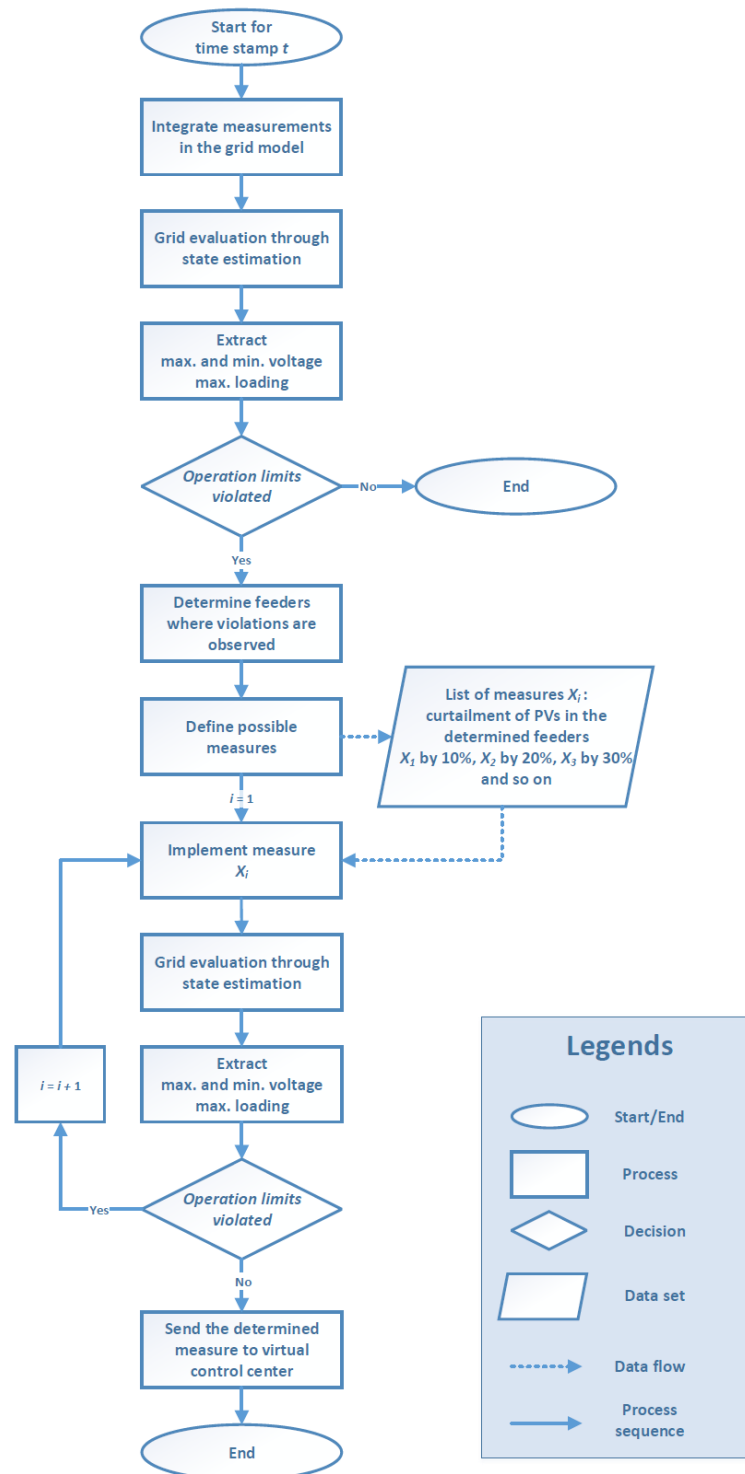 Start for
time stamp t
Integrate measurements
in the grid model
Grid evaluation through
state estimation
Extract
max. and min. voltage
max. loading
Operation limits
violated
No
End
Yes
Determine feeders
where violations are
observed
Define possible
measures
List of measures Xi :
curtailment of PVs in the
determined feeders
X1 by 10%, X2 by 20%, X3 by 30%
and so on
i = 1
Implement measure
Xi
Grid evaluation through
state estimation
Extract
max. and min. voltage
max. loading
i = i + 1
Operation limits
violated
Yes
No
Send the determined
measure to virtual
control center
End
Legends
Start/End
Process
Decision
Data set
Data flow
Process
sequence